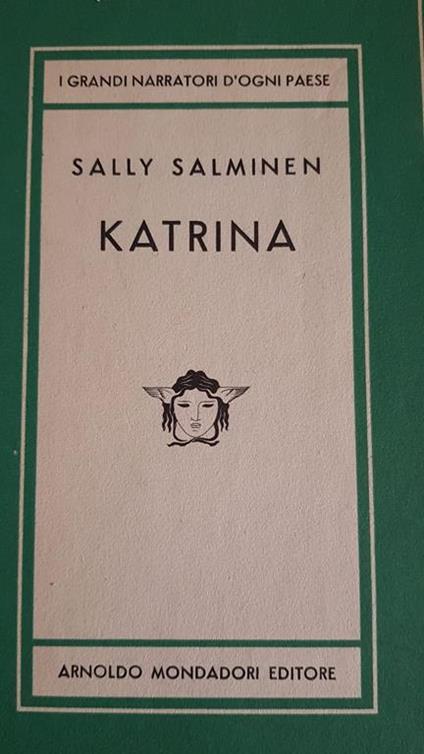 I GRANDI NARRATORI D'OGNI PAESE
SALLY SALMINEN
KATRINA
ARNOLDO MONDADORI EDITORE